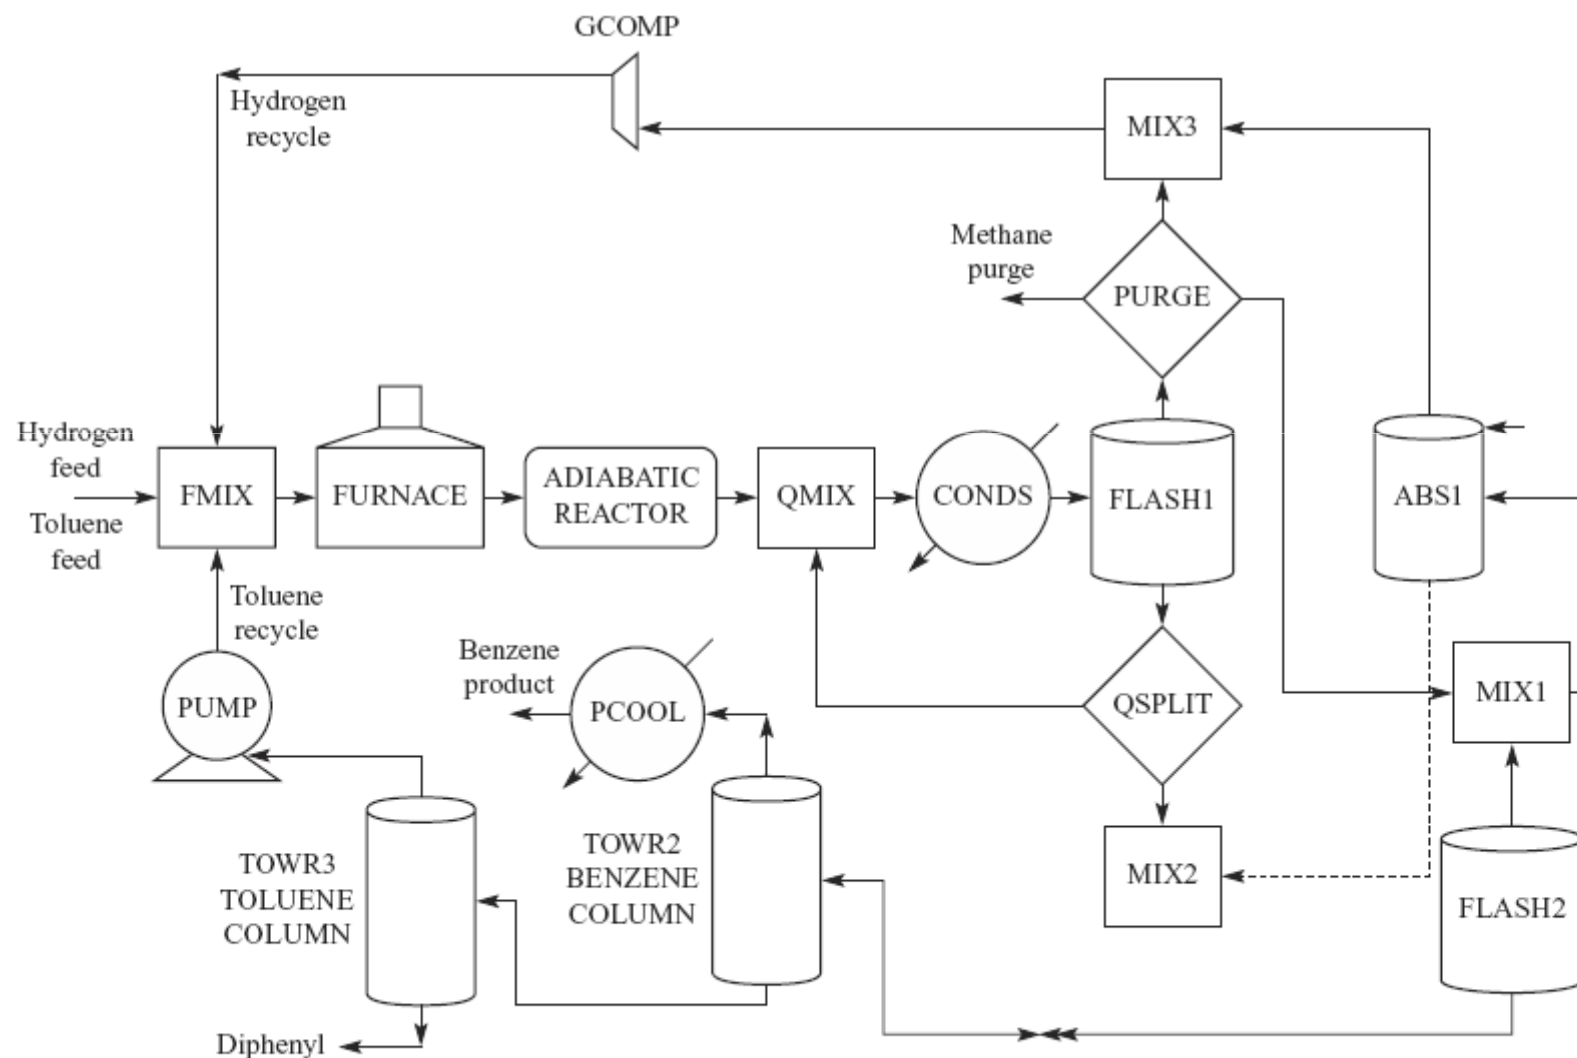 GCOMP
Hydrogen
recycle
MIX3
Methane
purge
PURGE
Hydrogen
feed
Toluene
feed
FMIX
FURNACE
ADIABATIC
REACTOR
QMIX
CONDS
FLASH1
ABS1
Toluene
recycle
PUMP
Benzene
product
PCOOL
QSPLIT
MIX1
TOWR3
TOLUENE
COLUMN
TOWR2
BENZENE
COLUMN
MIX2
FLASH2
Diphenyl